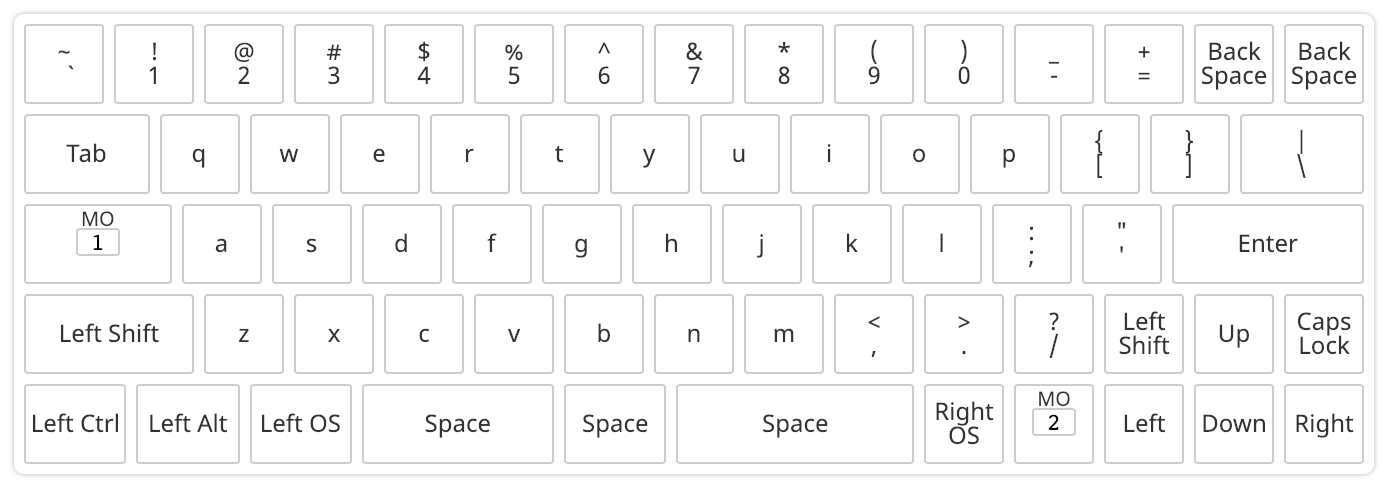 ~ ! @ # $ % ^ & * ( ) _ + Back Back
` 1 2 3 4 5 6 7 8 9 0 - = Space Space
Tab q w e r t y u i o p { } |
[ ] \
MO
1 a s d f g h j k l : " Enter
; '
Left Shift z x c v b n m < > ? Left Up Caps
, . / Shift Lock
Left Ctrl Left Alt Left OS Space Space Space Right MO Left Down Right
OS 2